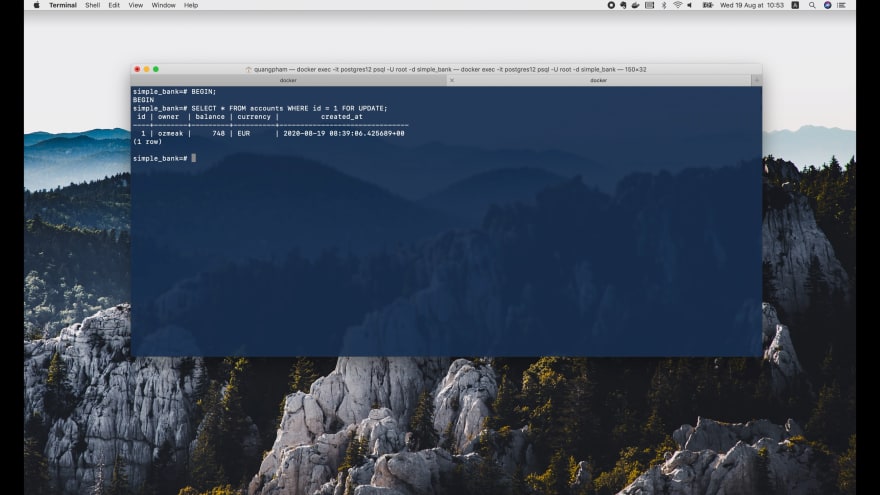 Terminal Shell Edit View Window Help Wed 19 Aug at 10:53 A
quangpham — docker exec -it postgres12 psql -U root -d simple_bank — docker exec -it postgres12 psql -U root -d simple_bank — 150×32
docker docker
simple_bank=# BEGIN;
BEGIN
simple_bank=# SELECT * FROM accounts WHERE id = 1 FOR UPDATE;
id | owner | balance | currency | created_at
----+--------+---------+----------+-------------------------------
1 | ozmeak | 748 | EUR | 2020-08-19 08:39:06.425689+00
(1 row)
simple_bank=#